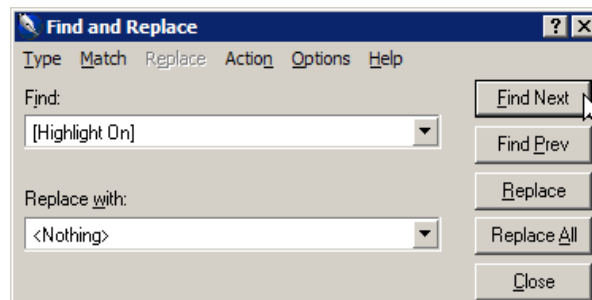 Find and Replace
Type Match Replace Action Options Help
Find:
[Highlight On]
Replace with:
<Nothing>
Find Next
Find Prev
Replace
Replace All
Close